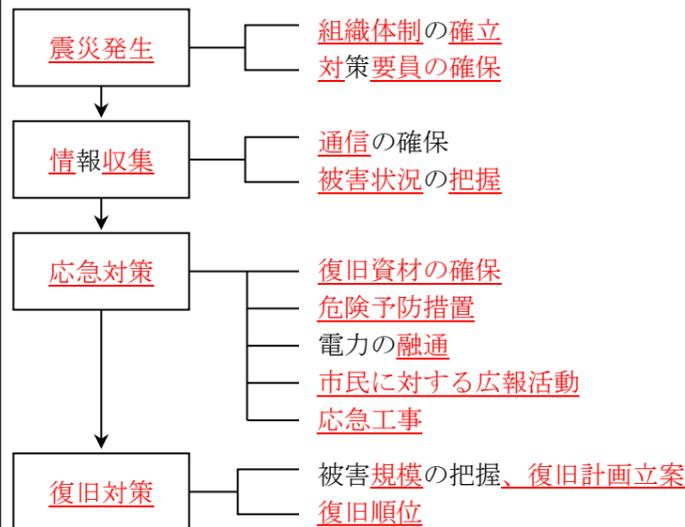 震災発生
組織体制の確立
対策要員の確保
情報収集
通信の確保
被害状況の把握
応急対策
復旧資材の確保
危険予防措置
電力の融通
市民に対する広報活動
応急工事
復旧対策
被害規模の把握、復旧計画立案
復旧順位